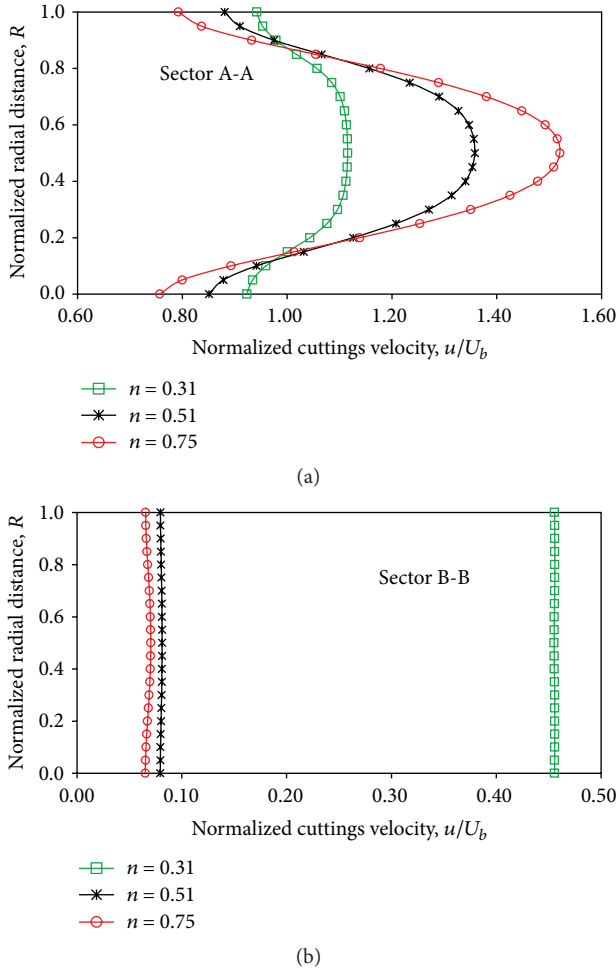 1.0
0.8
0.6
0.4
0.2
0.0
Normalized radial distance, R
Sector A-A
0.60 0.80 1.00 1.20 1.40 1.60
Normalized cuttings velocity, u/U_b
n = 0.31
n = 0.51
n = 0.75
(a)
1.0
0.8
0.6
0.4
0.2
0.0
Normalized radial distance, R
Sector B-B
0.00 0.10 0.20 0.30 0.40 0.50
Normalized cuttings velocity, u/U_b
n = 0.31
n = 0.51
n = 0.75
(b)